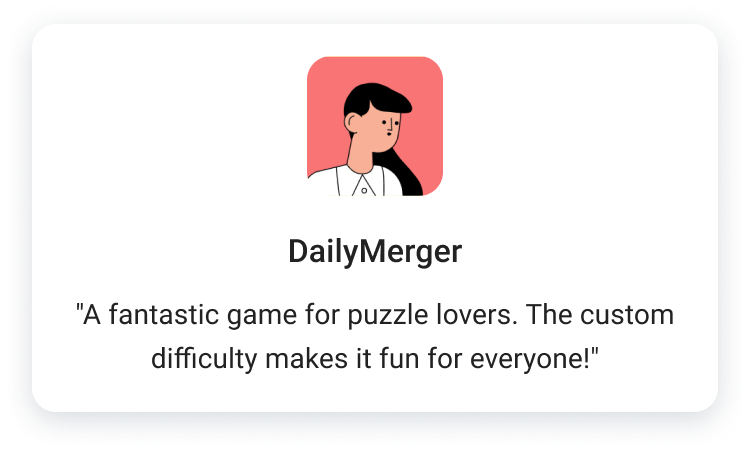 DailyMerger
"A fantastic game for puzzle lovers. The custom
difficulty makes it fun for everyone!"